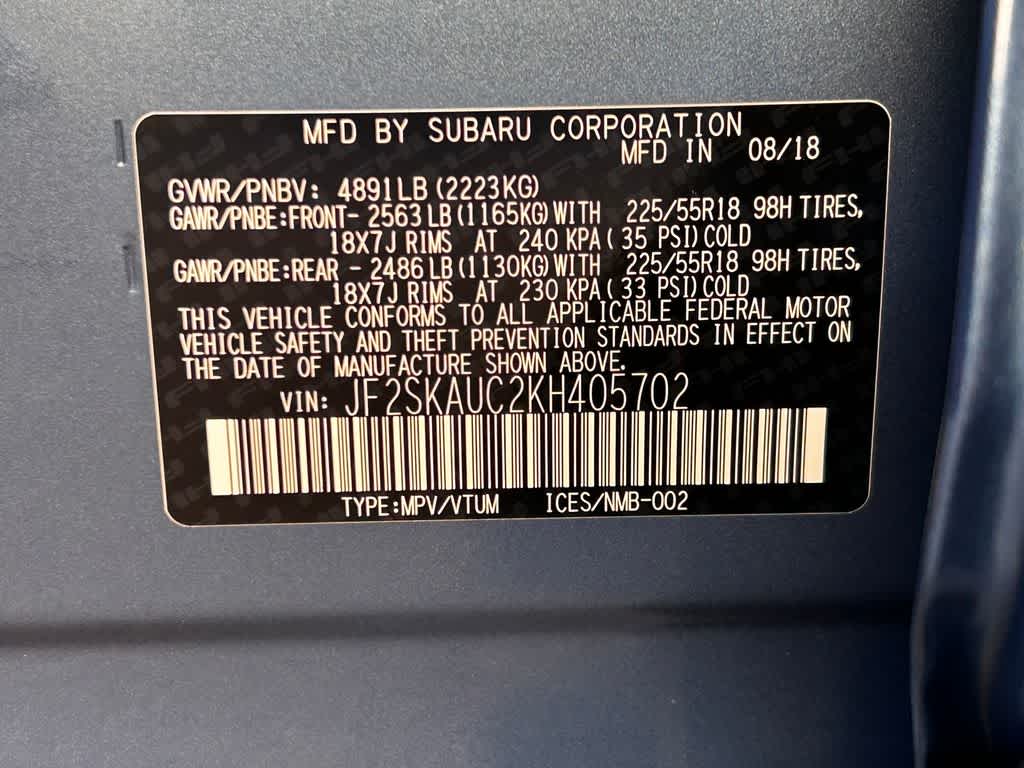 MFD BY SUBARU CORPORATION
MFD IN 08/18
GVWR/PNBV: 4891LB (2223KG)
GAWR/PNBE:FRONT- 2563 LB (1165KG) WITH 225/55R18 98H TIRES,
18X7J RIMS AT 240 KPA ( 35 PSI) COLD
GAWR/PNBE:REAR - 2486 LB (1130KG) WITH 225/55R18 98H TIRES,
18X7J RIMS AT 230 KPA ( 33 PSI) COLD
THIS VEHICLE CONFORMS TO ALL APPLICABLE FEDERAL MOTOR
VEHICLE SAFETY AND THEFT PREVENTION STANDARDS IN EFFECT ON
THE DATE OF MANUFACTURE SHOWN ABOVE.
VIN: JF2SKAUC2KH405702
TYPE:MPV/VTUM ICES/NMB-002